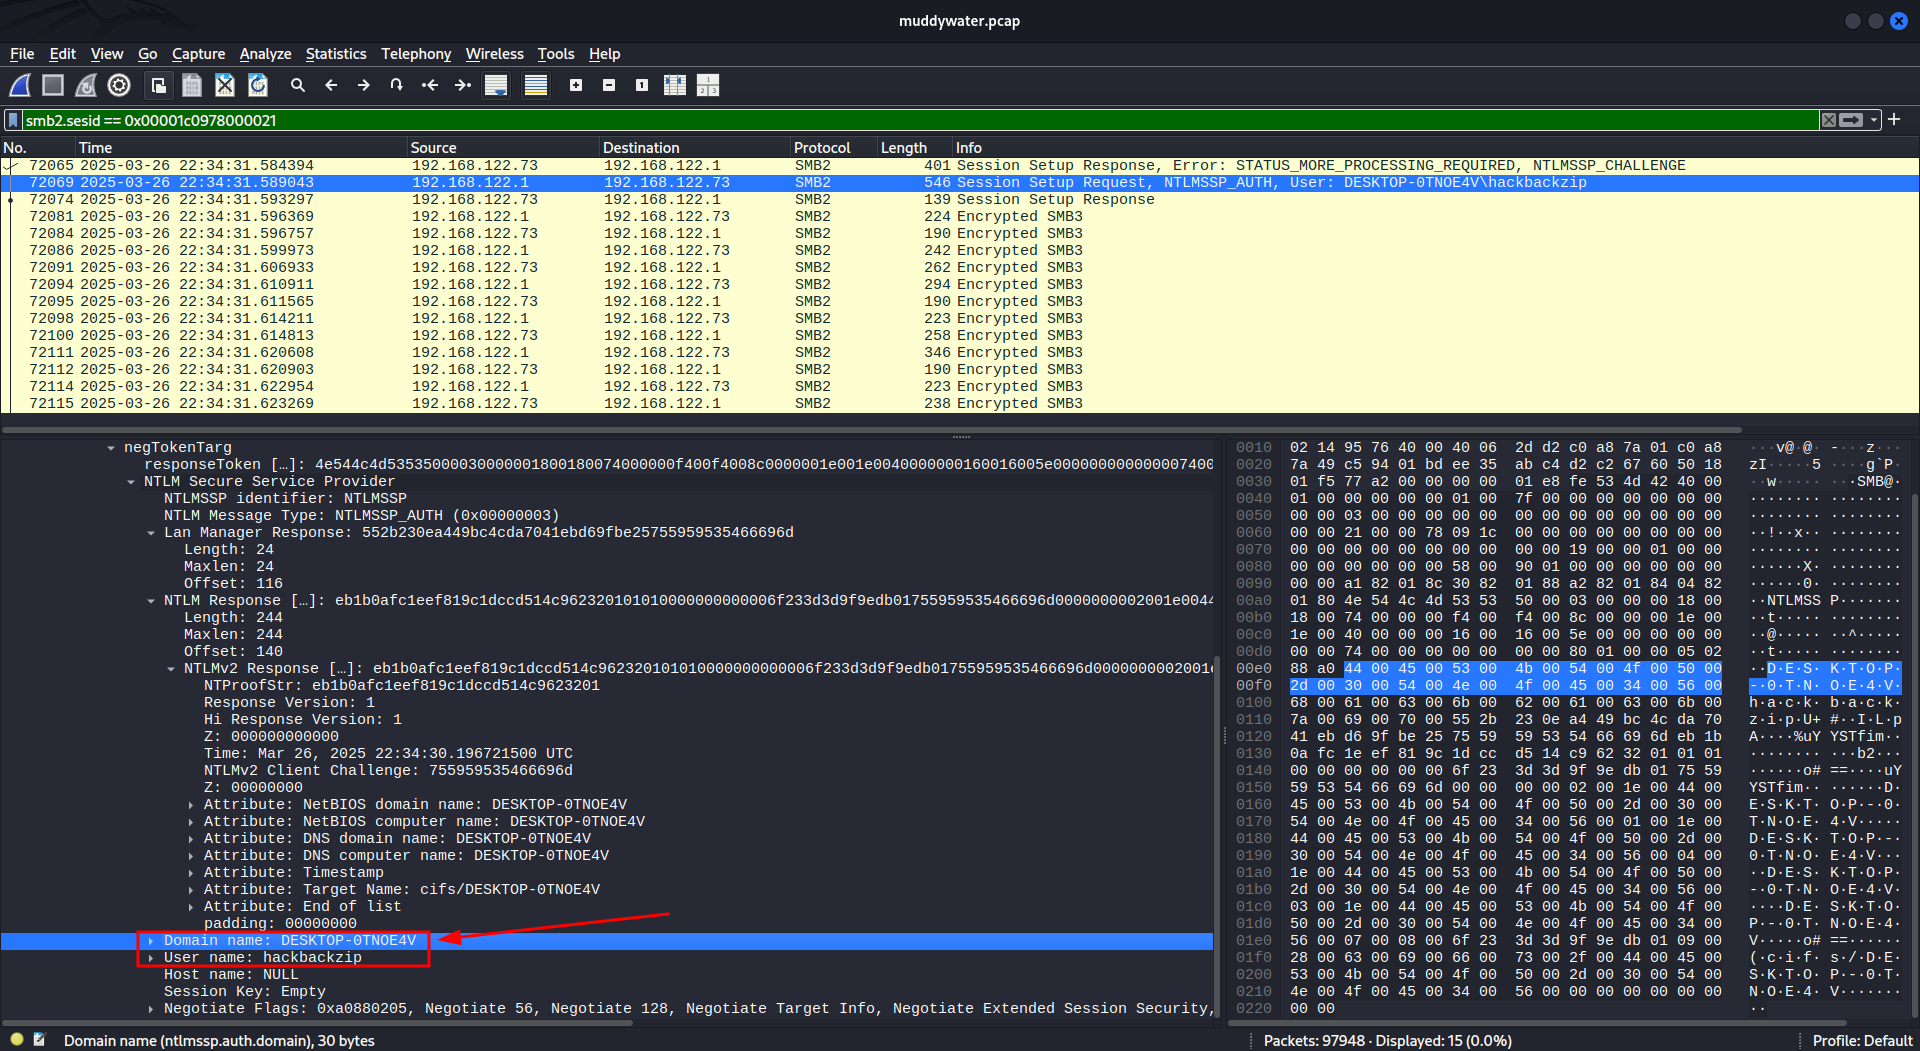 muddywater.pcap
File Edit View Go Capture Analyze Statistics Telephony Wireless Tools Help
smb2.sesid == 0x00001c0978000021
No. Time Source Destination Protocol Length Info
72065 2025-03-26 22:34:31.584394 192.168.122.73 192.168.122.1 SMB2 401 Session Setup Response, Error: STATUS_MORE_PROCESSING_REQUIRED, NTLMSSP_CHALLENGE
72069 2025-03-26 22:34:31.589043 192.168.122.1 192.168.122.73 SMB2 546 Session Setup Request, NTLMSSP_AUTH, User: DESKTOP-0TNOE4V\hackbackzip
72074 2025-03-26 22:34:31.593297 192.168.122.73 192.168.122.1 SMB2 139 Session Setup Response
72081 2025-03-26 22:34:31.596369 192.168.122.1 192.168.122.73 SMB2 224 Encrypted SMB3
72084 2025-03-26 22:34:31.596757 192.168.122.73 192.168.122.1 SMB2 190 Encrypted SMB3
72086 2025-03-26 22:34:31.599973 192.168.122.1 192.168.122.73 SMB2 242 Encrypted SMB3
72091 2025-03-26 22:34:31.606933 192.168.122.73 192.168.122.1 SMB2 262 Encrypted SMB3
72094 2025-03-26 22:34:31.610911 192.168.122.1 192.168.122.73 SMB2 294 Encrypted SMB3
72095 2025-03-26 22:34:31.611565 192.168.122.73 192.168.122.1 SMB2 190 Encrypted SMB3
72098 2025-03-26 22:34:31.614211 192.168.122.1 192.168.122.73 SMB2 223 Encrypted SMB3
72100 2025-03-26 22:34:31.614813 192.168.122.73 192.168.122.1 SMB2 258 Encrypted SMB3
72111 2025-03-26 22:34:31.620608 192.168.122.1 192.168.122.73 SMB2 346 Encrypted SMB3
72112 2025-03-26 22:34:31.620903 192.168.122.73 192.168.122.1 SMB2 190 Encrypted SMB3
72114 2025-03-26 22:34:31.622954 192.168.122.1 192.168.122.73 SMB2 223 Encrypted SMB3
72115 2025-03-26 22:34:31.623269 192.168.122.73 192.168.122.1 SMB2 238 Encrypted SMB3
negTokenTarg
responseToken […]: 4e544c4d5353500003000000180018007400000​0f400f4008c0000001e001e0040000000160016005e000000000000007400
NTLM Secure Service Provider
NTLMSSP identifier: NTLMSSP
NTLM Message Type: NTLMSSP_AUTH (0x00000003)
Lan Manager Response: 552b230ea449bc4cda7041ebd69fbe25755959535466696d
Length: 24
Maxlen: 24
Offset: 116
NTLM Response […]: eb1b0afc1eef819c1dccd514c96232010101000000000000​6f233d3d9f9edb01755959535466696d0000000002001e0044
Length: 244
Maxlen: 244
Offset: 140
NTLMv2 Response […]: eb1b0afc1eef819c1dccd514c96232010101000000000000​6f233d3d9f9edb01755959535466696d0000000002001e
NTProofStr: eb1b0afc1eef819c1dccd514c9623201
Response Version: 1
Hi Response Version: 1
Z: 000000000000
Time: Mar 26, 2025 22:34:30.196721500 UTC
NTLMv2 Client Challenge: 755959535466696d
Z: 00000000
Attribute: NetBIOS domain name: DESKTOP-0TNOE4V
Attribute: NetBIOS computer name: DESKTOP-0TNOE4V
Attribute: DNS domain name: DESKTOP-0TNOE4V
Attribute: DNS computer name: DESKTOP-0TNOE4V
Attribute: Timestamp
Attribute: Target Name: cifs/DESKTOP-0TNOE4V
Attribute: End of list
padding: 00000000
Domain name: DESKTOP-0TNOE4V
User name: hackbackzip
Host name: NULL
Session Key: Empty
Negotiate Flags: 0xa0880205, Negotiate 56, Negotiate 128, Negotiate Target Info, Negotiate Extended Session Security,
0010 02 14 95 76 40 00 40 06 2d d2 c0 a8 7a 01 c0 a8 ···v@·@· -···z···
0020 7a 49 c5 94 01 bd ee 35 ab c4 d2 c2 67 60 50 18 zI·····5 ····g`P·
0030 01 f5 77 a2 00 00 00 00 01 e8 fe 53 4d 42 40 00 ··w····· ···SMB@·
0040 01 00 00 00 00 00 01 00 7f 00 00 00 00 00 00 00 ········ ········
0050 00 00 03 00 00 00 00 00 00 00 00 00 00 00 00 00 ········ ········
0060 00 00 21 00 00 78 09 1c 00 00 00 00 00 00 00 00 ··!··x·· ········
0070 00 00 00 00 00 00 00 00 00 00 19 00 00 01 00 00 ········ ········
0080 00 00 00 00 00 00 58 00 90 01 00 00 00 00 00 00 ······X· ········
0090 00 00 a1 82 01 8c 30 82 01 88 a2 82 01 84 04 82 ······0· ········
00a0 01 80 4e 54 4c 4d 53 53 50 00 03 00 00 00 18 00 ··NTLMSS P·······
00b0 18 00 74 00 00 00 f4 00 f4 00 8c 00 00 00 1e 00 ··t····· ········
00c0 1e 00 40 00 00 00 16 00 16 00 5e 00 00 00 00 00 ··@····· ··^·····
00d0 00 00 74 00 00 00 00 00 00 00 80 01 00 00 05 02 ··t····· ········
00e0 88 a0 44 00 45 00 53 00 4b 00 54 00 4f 00 50 00 ··D·E·S· K·T·O·P·
00f0 2d 00 30 00 54 00 4e 00 4f 00 45 00 34 00 56 00 -·0·T·N· O·E·4·V·
0100 68 00 61 00 63 00 6b 00 62 00 61 00 63 00 6b 00 h·a·c·k· b·a·c·k·
0110 7a 00 69 00 70 00 55 2b 23 0e a4 49 bc 4c da 70 z·i·p·U+ #··I·L·p
0120 41 eb d6 9f be 25 75 59 59 53 54 66 69 6d eb 1b A····%uY YSTfim··
0130 0a fc 1e ef 81 9c 1d cc d5 14 c9 62 32 01 01 01 ········ ···b2···
0140 00 00 00 00 00 00 6f 23 3d 3d 9f 9e db 01 75 59 ······o# ==····uY
0150 59 53 54 66 69 6d 00 00 00 00 02 00 1e 00 44 00 YSTfim·· ······D·
0160 45 00 53 00 4b 00 54 00 4f 00 50 00 2d 00 30 00 E·S·K·T· O·P·-·0·
0170 54 00 4e 00 4f 00 45 00 34 00 56 00 01 00 1e 00 T·N·O·E· 4·V·····
0180 44 00 45 00 53 00 4b 00 54 00 4f 00 50 00 2d 00 D·E·S·K· T·O·P·-·
0190 30 00 54 00 4e 00 4f 00 45 00 34 00 56 00 04 00 0·T·N·O· E·4·V···
01a0 1e 00 44 00 45 00 53 00 4b 00 54 00 4f 00 50 00 ··D·E·S· K·T·O·P·
01b0 2d 00 30 00 54 00 4e 00 4f 00 45 00 34 00 56 00 -·0·T·N· O·E·4·V·
01c0 03 00 1e 00 44 00 45 00 53 00 4b 00 54 00 4f 00 ····D·E· S·K·T·O·
01d0 50 00 2d 00 30 00 54 00 4e 00 4f 00 45 00 34 00 P·-·0·T· N·O·E·4·
01e0 56 00 07 00 08 00 6f 23 3d 3d 9f 9e db 01 09 00 V·····o# ==······
01f0 28 00 63 00 69 00 66 00 73 00 2f 00 44 00 45 00 (·c·i·f· s·/·D·E·
0200 53 00 4b 00 54 00 4f 00 50 00 2d 00 30 00 54 00 S·K·T·O· P·-·0·T·
0210 4e 00 4f 00 45 00 34 00 56 00 00 00 00 00 00 00 N·O·E·4· V·······
0220 00 00 ··
Domain name (ntlmssp.auth.domain), 30 bytes Packets: 97948 · Displayed: 15 (0.0%) Profile: Default